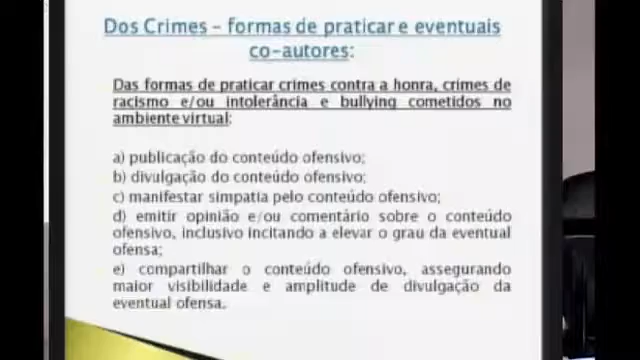 Dos Crimes – formas de praticar e eventuais
co-autores:
Das formas de praticar crimes contra a honra, crimes de
racismo e/ou intolerância e bullying cometidos no
ambiente virtual:
a) publicação do conteúdo ofensivo;
b) divulgação do conteúdo ofensivo;
c) manifestar simpatia pelo conteúdo ofensivo;
d) emitir opinião e/ou comentário sobre o conteúdo
ofensivo, inclusivo incitando a elevar o grau da eventual
ofensa;
e) compartilhar o conteúdo ofensivo, assegurando
maior visibilidade e amplitude de divulgação da
eventual ofensa.